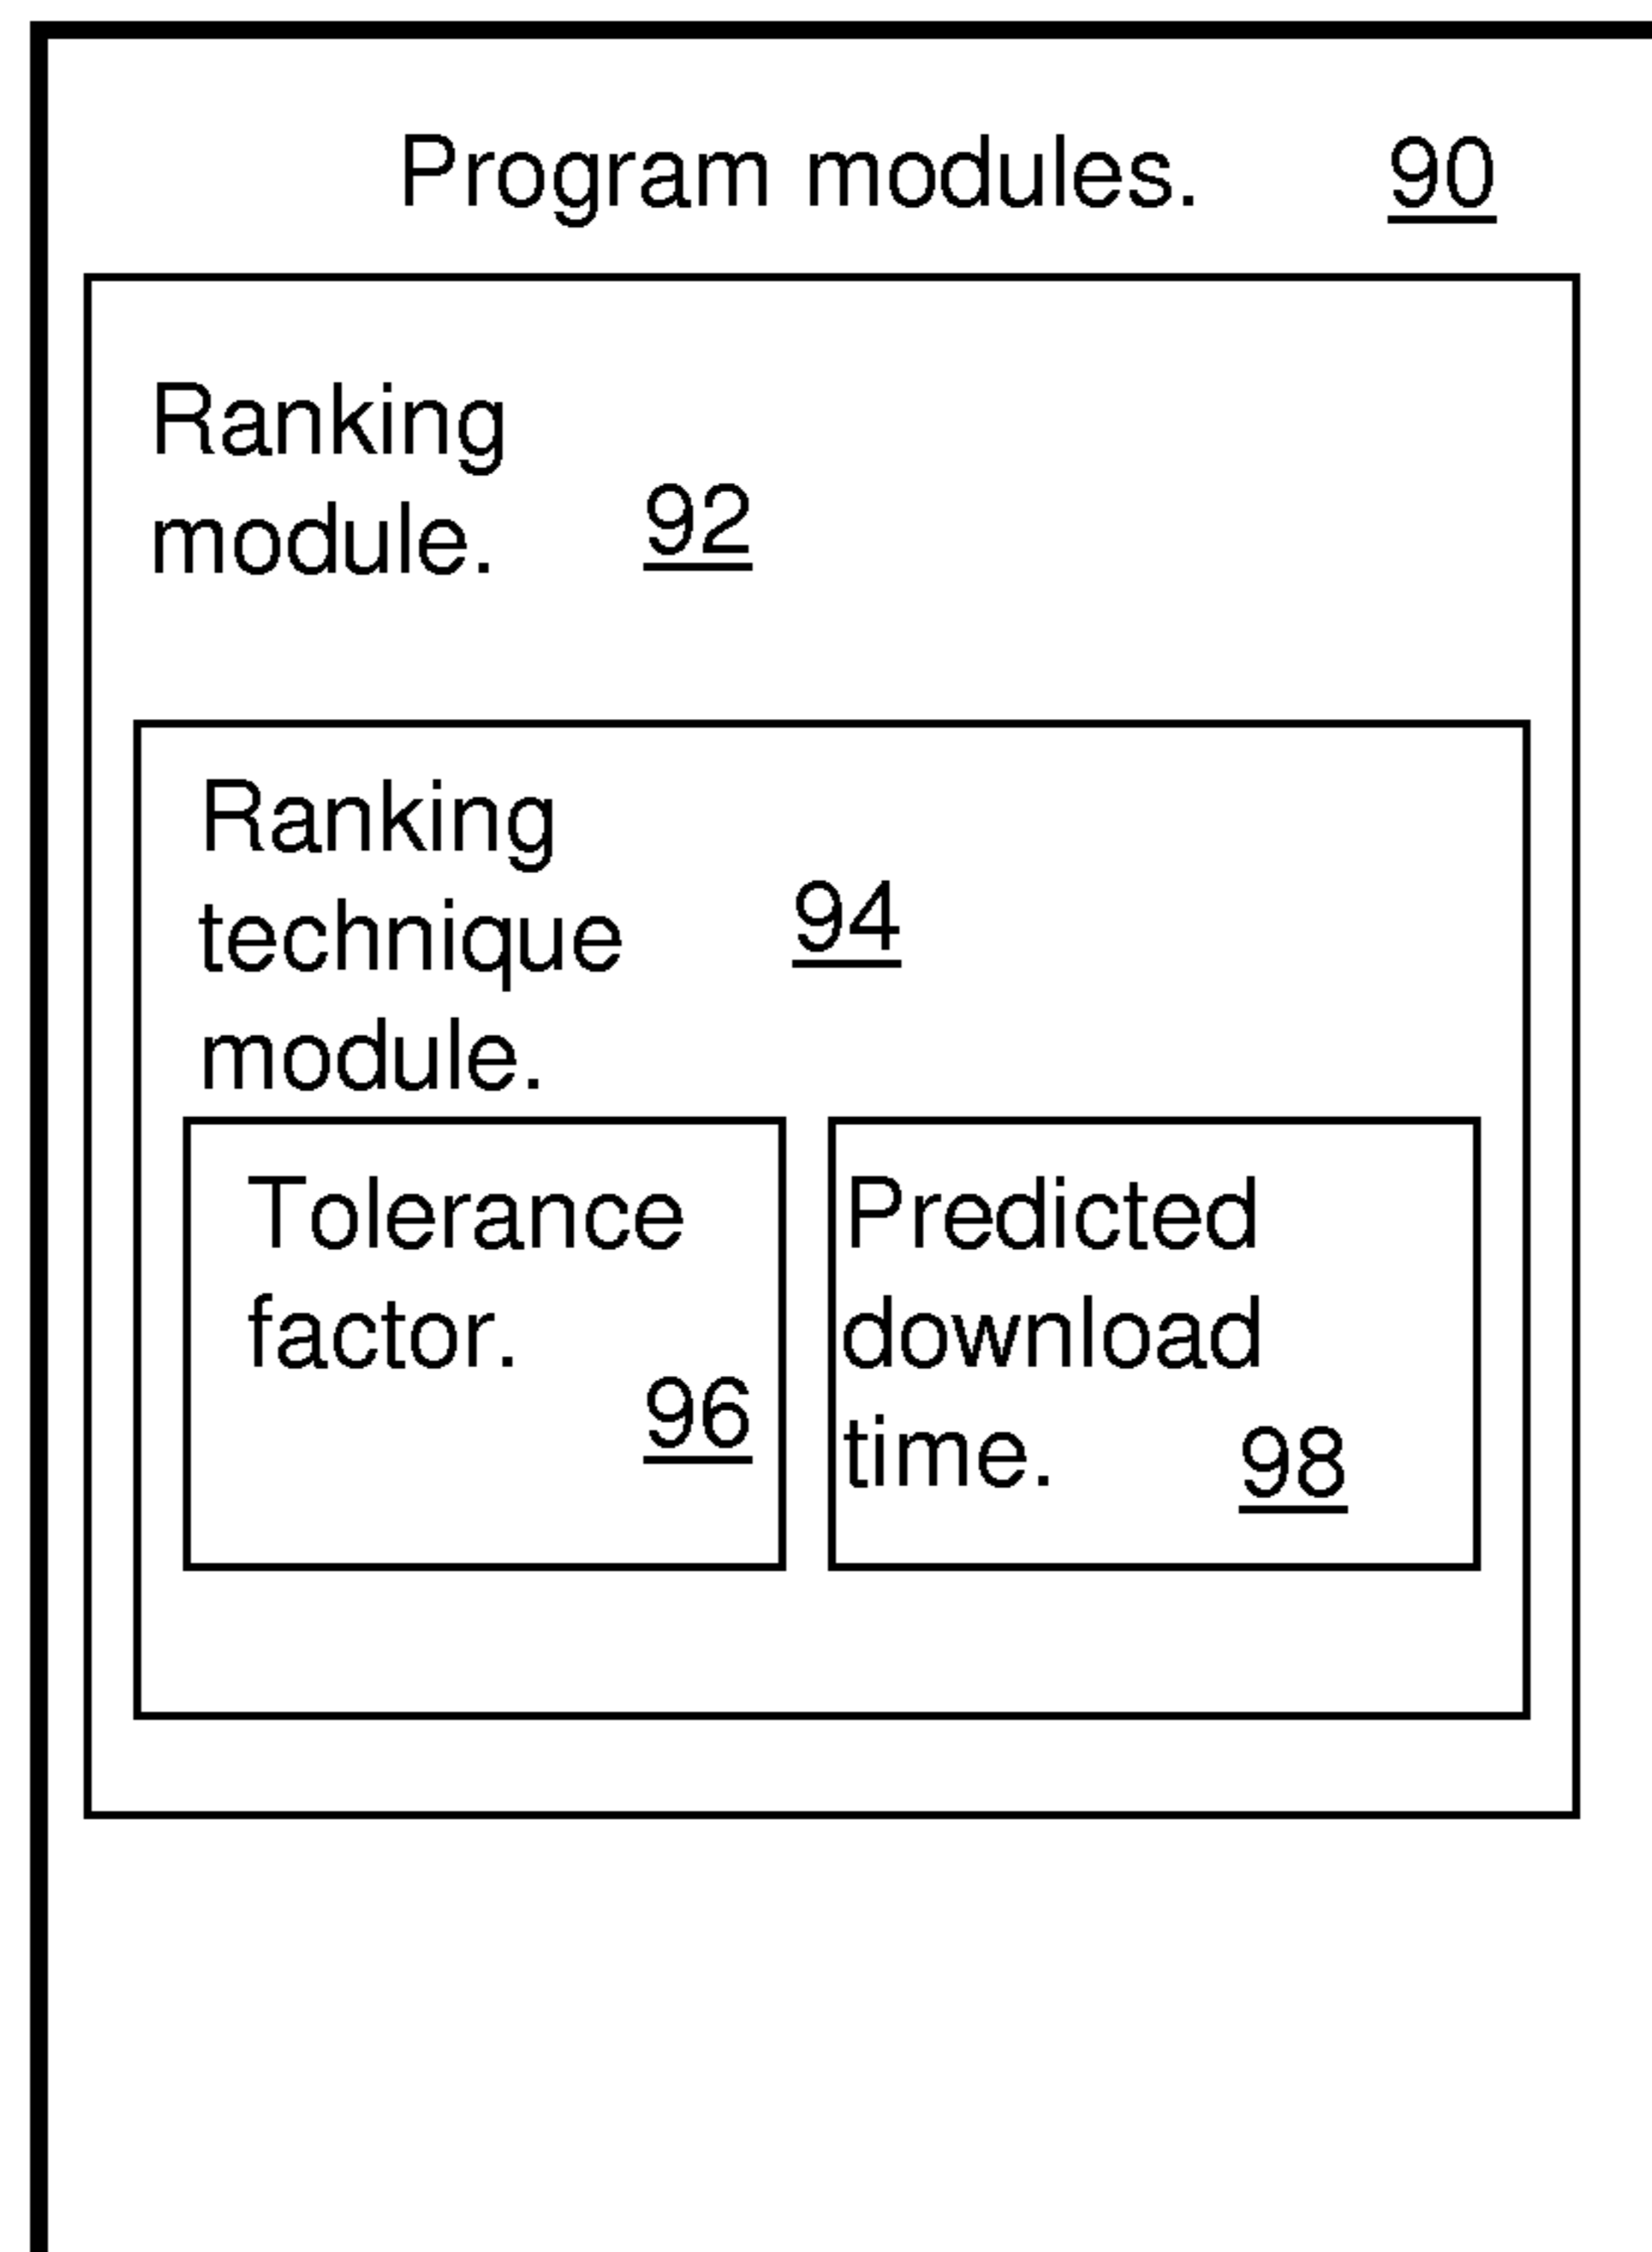 Program modules. 90
Ranking
module. 92
Ranking
technique 94
module.
Tolerance
factor.
96
Predicted
download
time. 98